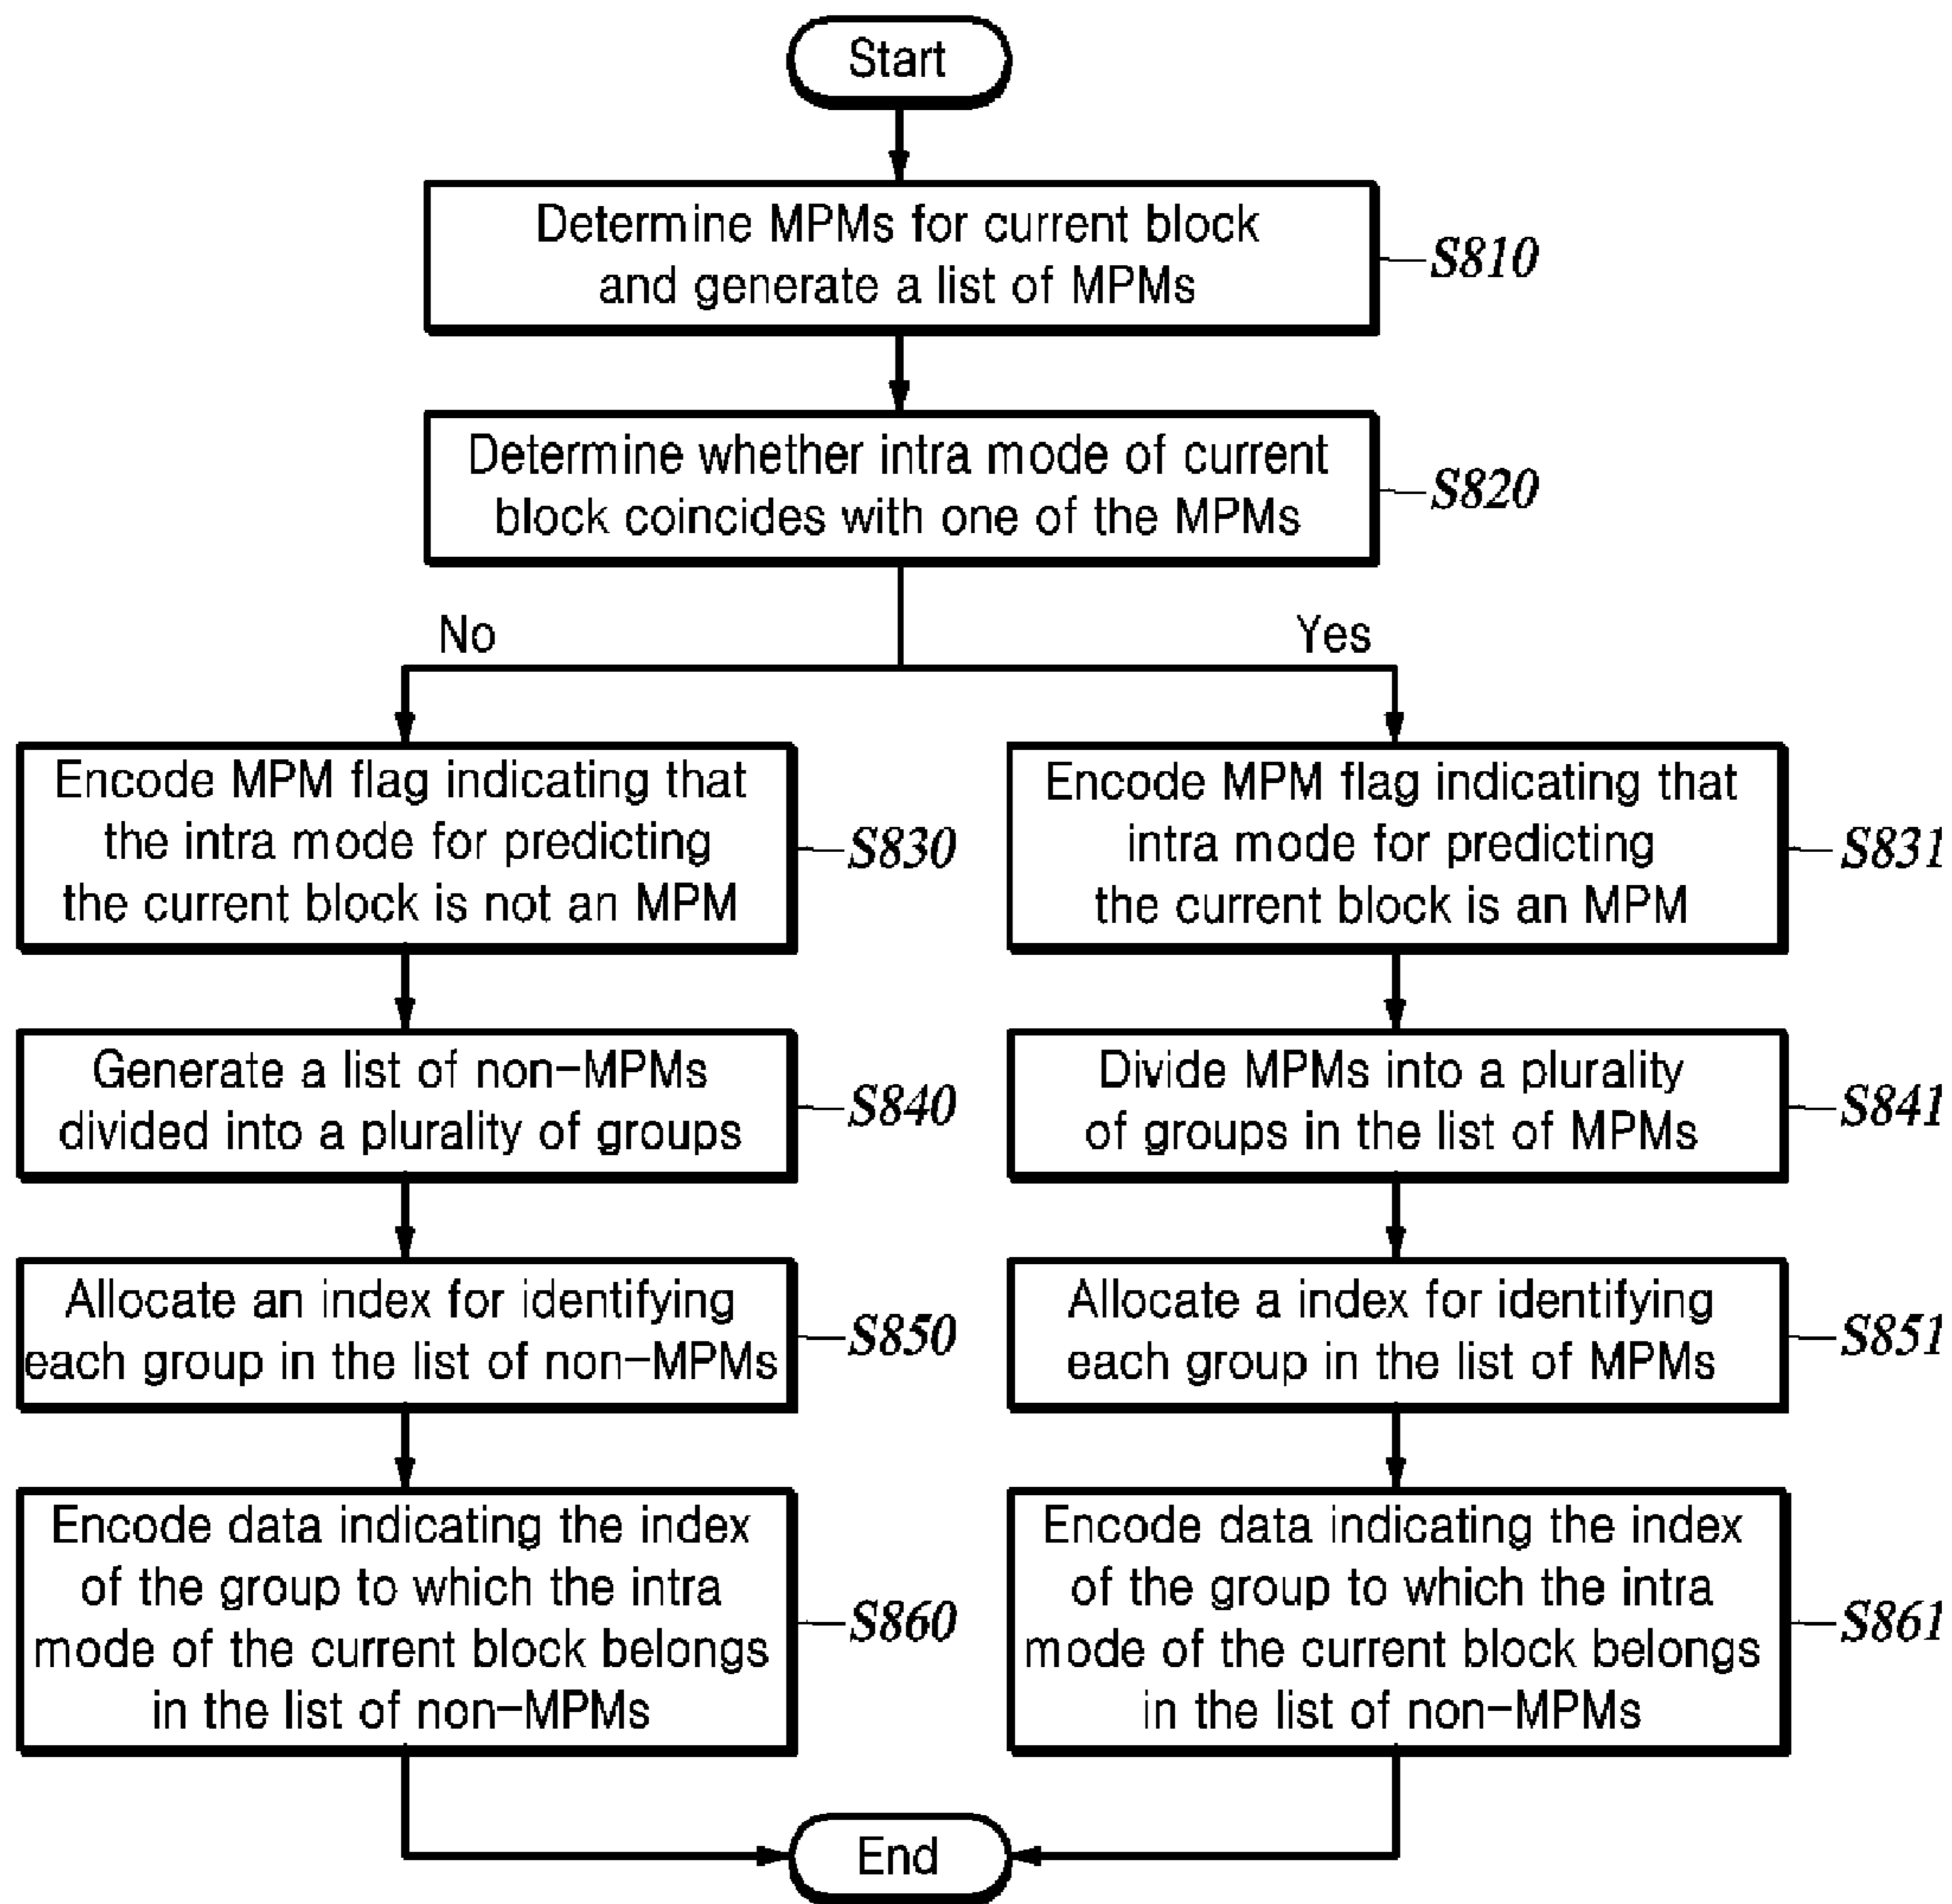 Start
Determine MPMs for current block
and generate a list of MPMs
S810
Determine whether intra mode of current
block coincides with one of the MPMs
S820
No
Yes
Encode MPM flag indicating that
the intra mode for predicting
the current block is not an MPM
S830
Encode MPM flag indicating that
intra mode for predicting
the current block is an MPM
S831
Generate a list of non-MPMs
divided into a plurality of groups
S840
Divide MPMs into a plurality
of groups in the list of MPMs
S841
Allocate an index for identifying
each group in the list of non-MPMs
S850
Allocate a index for identifying
each group in the list of MPMs
S851
Encode data indicating the index
of the group to which the intra
mode of the current block belongs
in the list of non-MPMs
S860
Encode data indicating the index
of the group to which the intra
mode of the current block belongs
in the list of non-MPMs
S861
End